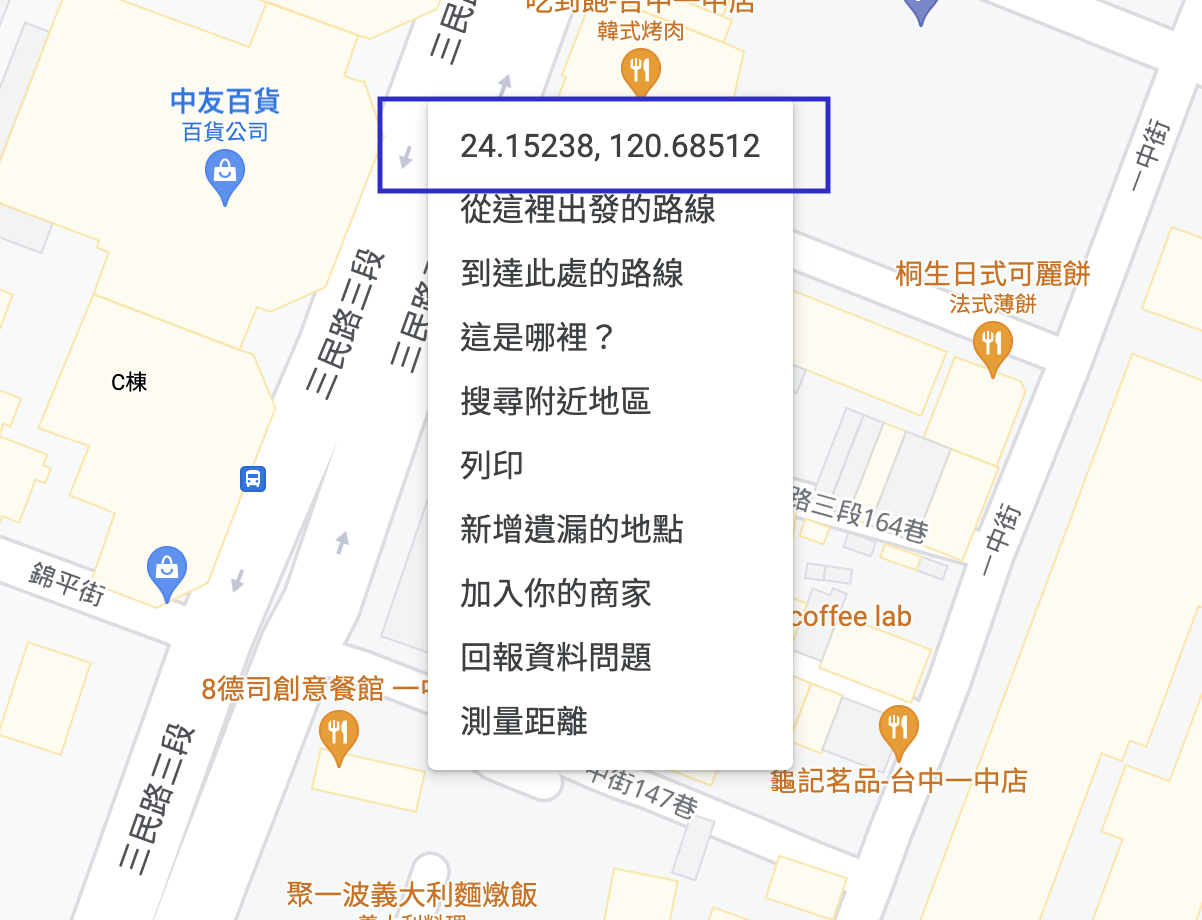 吃到飽-台中一中店
韓式烤肉
三民路
中友百貨
百貨公司
24.15238, 120.68512
從這裡出發的路線
到達此處的路線
這是哪裡？
搜尋附近地區
列印
新增遺漏的地點
加入你的商家
回報資料問題
測量距離
一中街
桐生日式可麗餅
法式薄餅
三民路三段
三民路三
C棟
路三段164巷
一中街
錦平街
coffee lab
8德司創意餐館 一中
三民路三段
中街147巷
龜記茗品-台中一中店
聚一波義大利麵燉飯
義大利料理